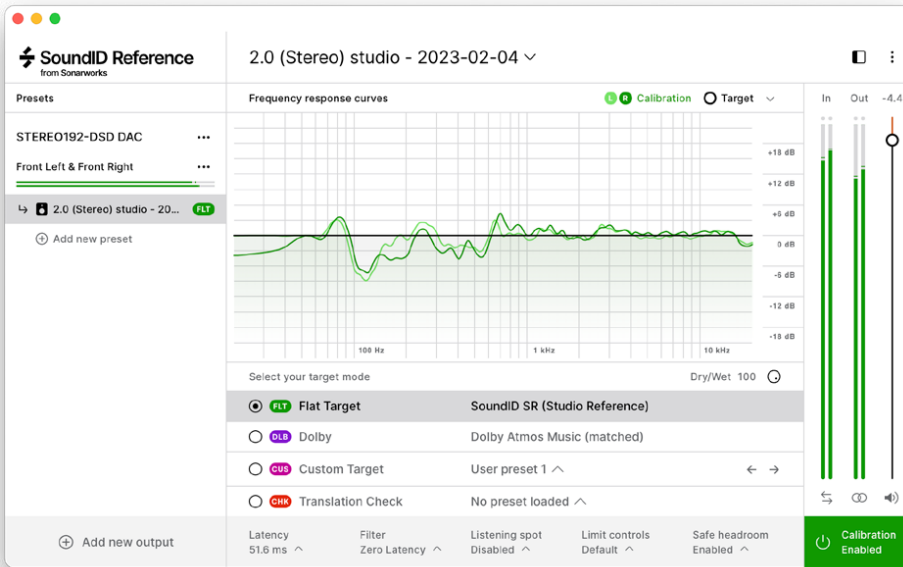 SoundID Reference
from Sonarworks
2.0 (Stereo) studio - 2023-02-04
Presets
Frequency response curves
L R Calibration
Target
In Out -4.4
STEREO192-DSD DAC
Front Left & Front Right
2.0 (Stereo) studio - 20... FLT
Add new preset
+18 dB
+12 dB
+6 dB
0 dB
-6 dB
-12 dB
-18 dB
100 Hz 1 kHz 10 kHz
Select your target mode
Dry/Wet 100
FLT Flat Target SoundID SR (Studio Reference)
DLB Dolby Dolby Atmos Music (matched)
CUS Custom Target User preset 1
CHK Translation Check No preset loaded
Add new output
Latency
51.6 ms
Filter
Zero Latency
Listening spot
Disabled
Limit controls
Default
Safe headroom
Enabled
Calibration
Enabled